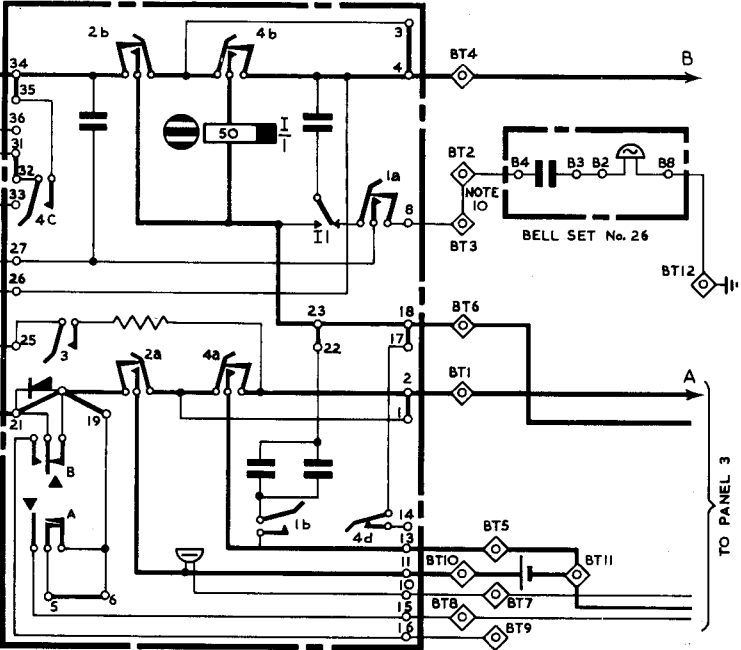 2b
4b
3
BT4
B
34
4
35
36
50
I
1
31
BT2
B4
B3
B2
B8
32
1a
NOTE
10
33
4C
8
I1
BT3
BELL SET No. 26
27
BT12
26
23
18
BT6
25
3
22
17
2a
4a
2
BT1
A
21
19
1
B
TO PANEL 3
A
1b
4d
14
13
BT5
11
BT10
BT11
10
5
6
15
BT8
BT7
16
BT9